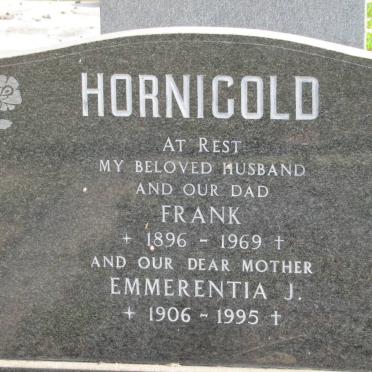 HORNIGOLD
AT REST
MY BELOVED HUSBAND
AND OUR DAD
FRANK
+ 1896 - 1969 †
AND OUR DEAR MOTHER
EMMERENTIA J.
+ 1906 - 1995 †